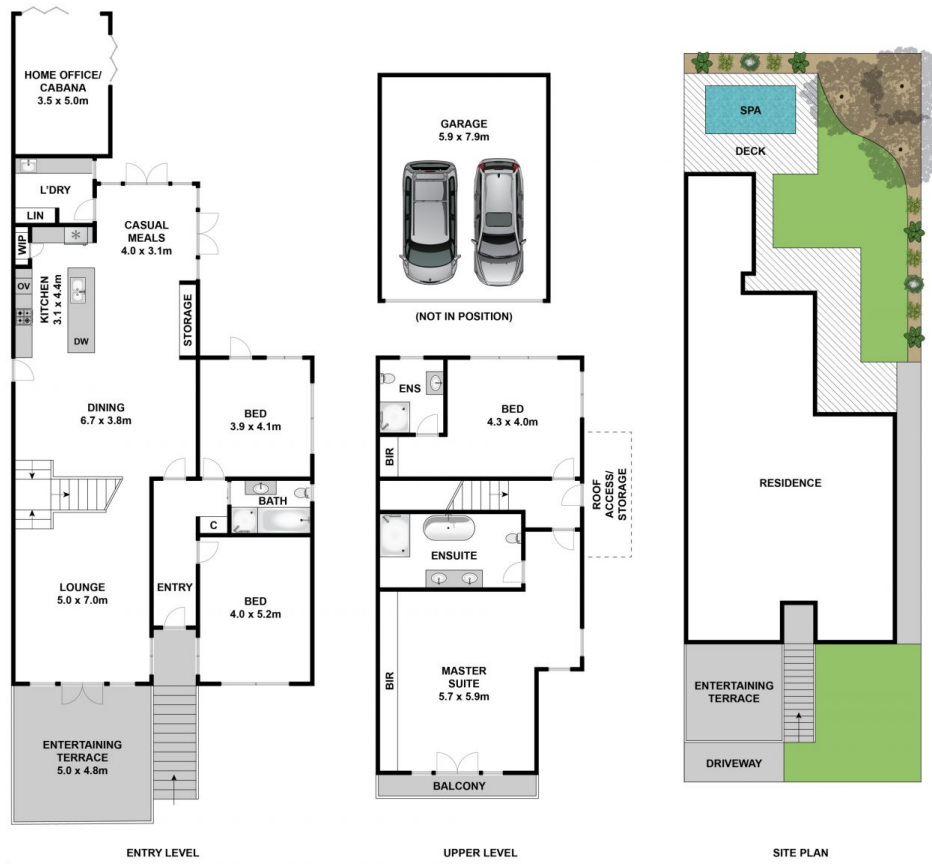 HOME OFFICE/
CABANA
3.5 x 5.0m
L'DRY
LIN
WIP
CASUAL
MEALS
4.0 x 3.1m
OV
KITCHEN
3.1 x 4.4m
DW
STORAGE
DINING
6.7 x 3.8m
BED
3.9 x 4.1m
BATH
C
LOUNGE
5.0 x 7.0m
ENTRY
BED
4.0 x 5.2m
ENTERTAINING
TERRACE
5.0 x 4.8m
ENTRY LEVEL
GARAGE
5.9 x 7.9m
(NOT IN POSITION)
ENS
BED
4.3 x 4.0m
BIR
ROOF
ACCESS/
STORAGE
ENSUITE
BIR
MASTER
SUITE
5.7 x 5.9m
BALCONY
UPPER LEVEL
SPA
DECK
RESIDENCE
ENTERTAINING
TERRACE
DRIVEWAY
SITE PLAN